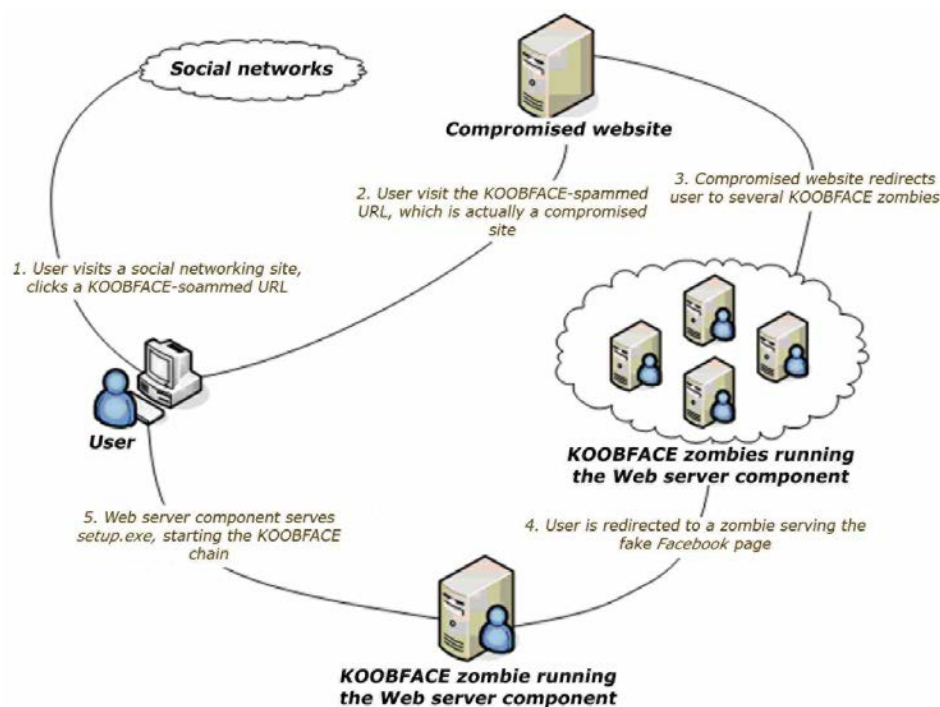 Social networks
Compromised website
2. User visit the KOOBFACE-spammed
URL, which is actually a compromised
site
3. Compromised website redirects
user to several KOOBFACE zombies
1. User visits a social networking site,
clicks a KOOBFACE-soammed URL
User
KOOBFACE zombies running
the Web server component
5. Web server component serves
setup.exe, starting the KOOBFACE
chain
4. User is redirected to a zombie serving the
fake Facebook page
KOOBFACE zombie running
the Web server component